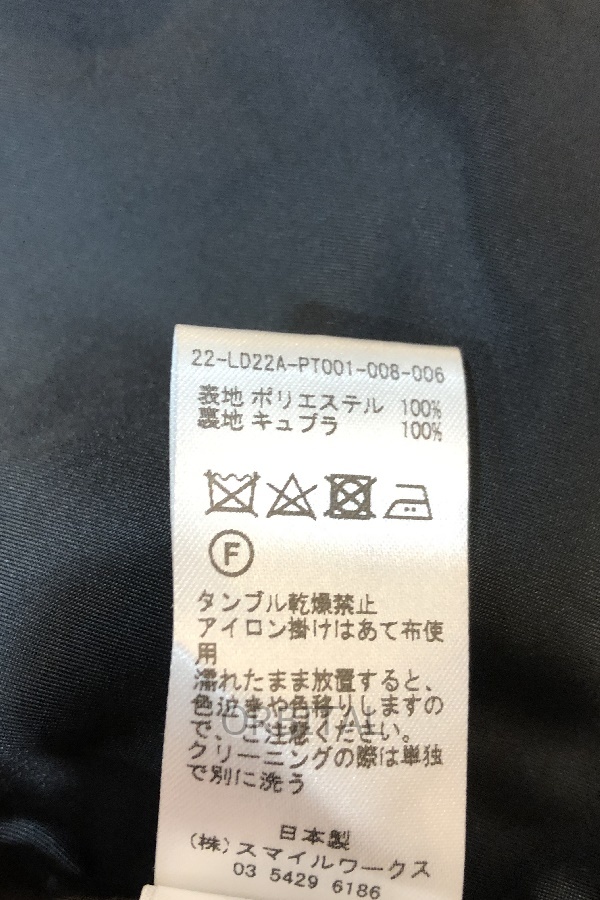 22-LD22A-PT001-008-006
表地 ポリエステル 100%
裏地 キュプラ 100%
F
タンブル乾燥禁止
アイロン掛けはあて布使
用
濡れたまま放置すると、
色泣きや色移りしますの
で、ご注意ください。
クリーニングの際は単独
で別に洗う
日本製
(株)スマイルワークス
03 5429 6186